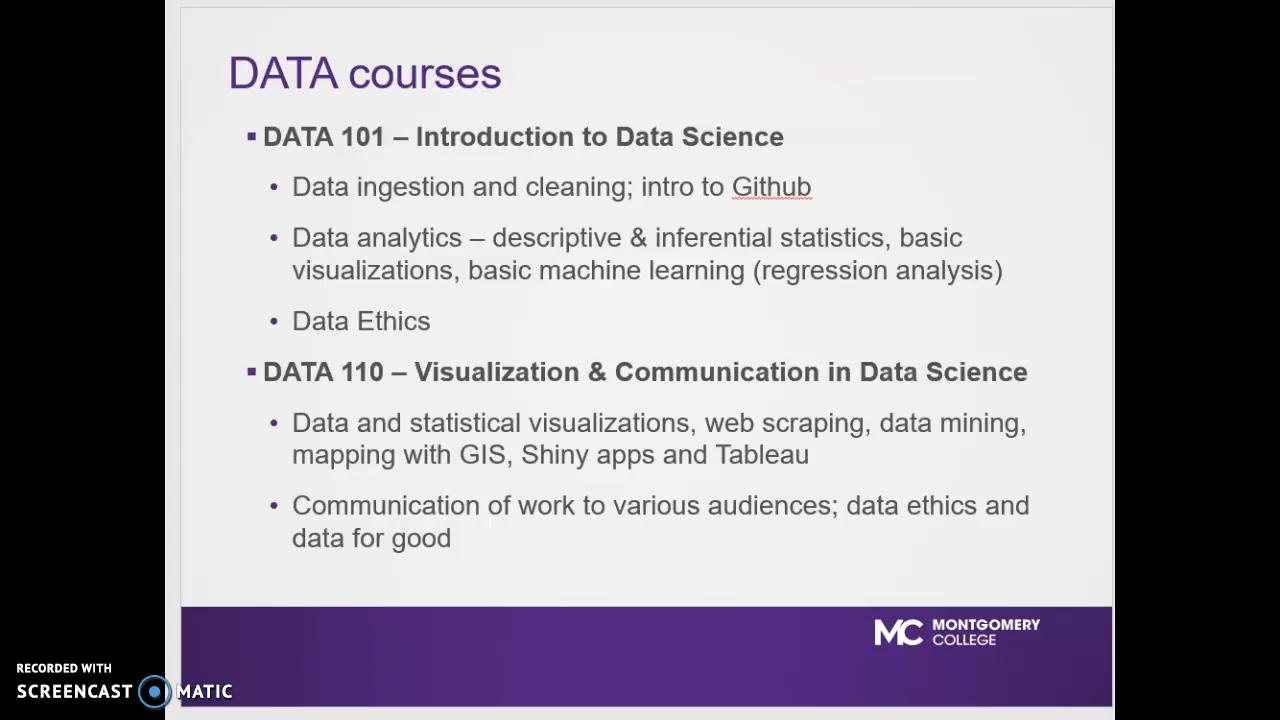 DATA courses
▪ DATA 101 – Introduction to Data Science
• Data ingestion and cleaning; intro to Github
• Data analytics – descriptive & inferential statistics, basic
visualizations, basic machine learning (regression analysis)
• Data Ethics
▪ DATA 110 – Visualization & Communication in Data Science
• Data and statistical visualizations, web scraping, data mining,
mapping with GIS, Shiny apps and Tableau
• Communication of work to various audiences; data ethics and
data for good
MC MONTGOMERY
COLLEGE
RECORDED WITH
SCREENCAST MATIC